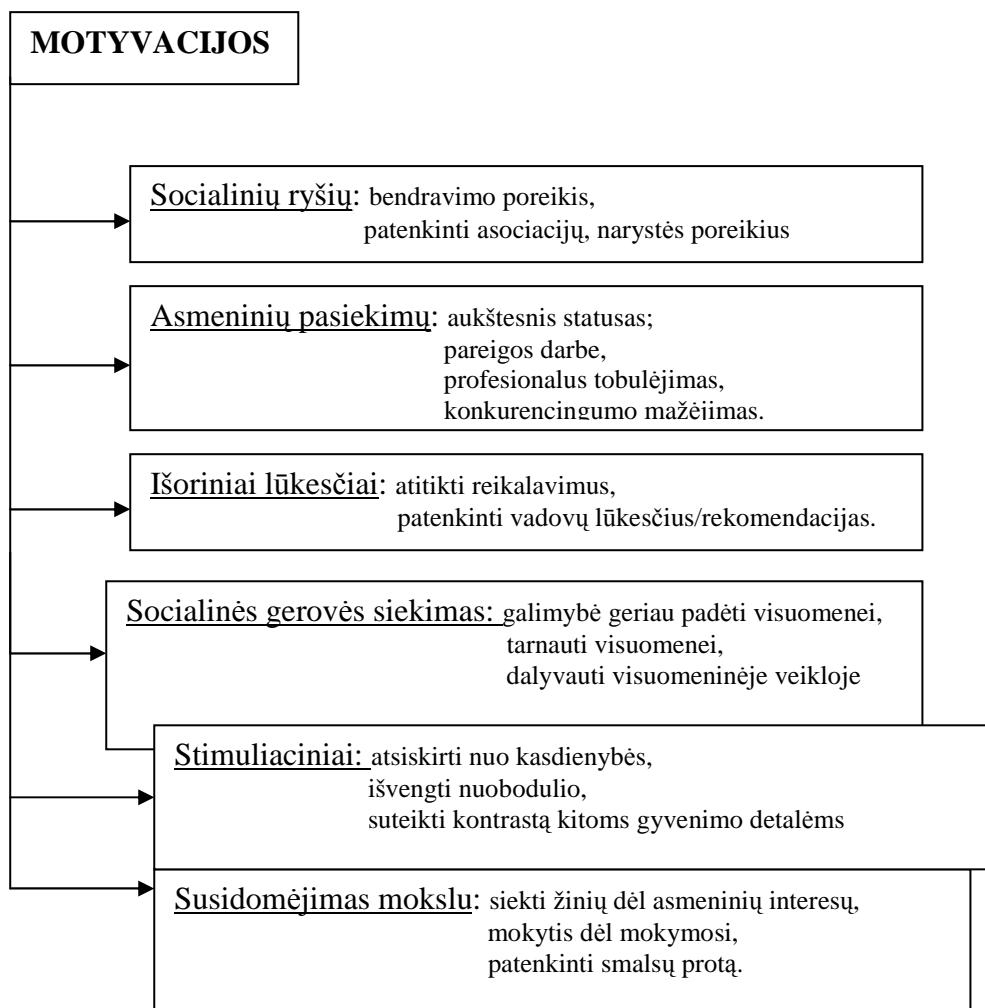 MOTYVACIJOS
Socialinių ryšių: bendravimo poreikis,
patenkinti asociacijų, narystės poreikius
Asmeninių pasiekimų: aukštesnis statusas;
pareigos darbe,
profesionalus tobulėjimas,
konkurencingumo mažėjimas.
Išoriniai lūkesčiai: atitikti reikalavimus,
patenkinti vadovų lūkesčius/rekomendacijas.
Socialinės gerovės siekimas: galimybė geriau padėti visuomenei,
tarnauti visuomenei,
dalyvauti visuomeninėje veikloje
Stimuliaciniai: atsiskirti nuo kasdienybės,
išvengti nuobodulio,
suteikti kontrastą kitoms gyvenimo detalėms
Susidomėjimas mokslu: siekti žinių dėl asmeninių interesų,
mokytis dėl mokymosi,
patenkinti smalsų protą.